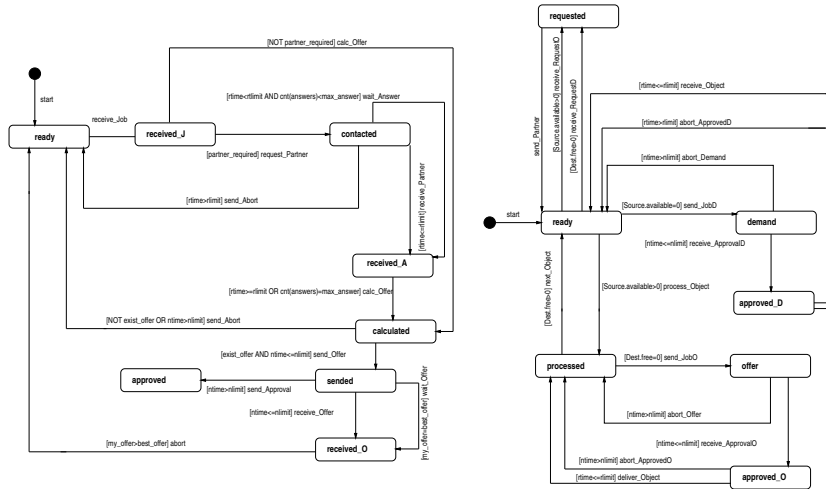 [NOT partner_required] calc_Offer
[rtime<rtlimit AND cnt(answers)<max_answer] wait_Answer
start
receive_Job
ready
received_J
contacted
[partner_required] request_Partner
[rtime>rlimit] send_Abort
[rtime<=rlimit] receive_Partner
received_A
[rtime>=rlimit OR cnt(answers)=max_answer] calc_Offer
[NOT exist_offer OR ntime>nlimit] send_Abort
calculated
[exist_offer AND ntime<=nlimit] send_Offer
approved
sended
[ntime>nlimit] send_Approval
[ntime<=nlimit] receive_Offer
[my_offer>best_offer] abort
received_O
[my_offer=best_offer] wait_Offer
requested
send_Partner
[Source.available>0] receive_RequestO
[Dest.free>0] receive_RequestD
[rtime<=rlimit] receive_Object
[rtime>rlimit] abort_ApprovedD
[ntime>nlimit] abort_Demand
start
ready
[Source.available=0] send_JobD
demand
[ntime<=nlimit] receive_ApprovalD
approved_D
[Source.available>0] process_Object
[Dest.free>0] next_Object
processed
[Dest.free=0] send_JobO
offer
[ntime>nlimit] abort_Offer
[ntime<=nlimit] receive_ApprovalO
[ntime>nlimit] abort_ApprovedO
[rtime<=rlimit] deliver_Object
approved_O